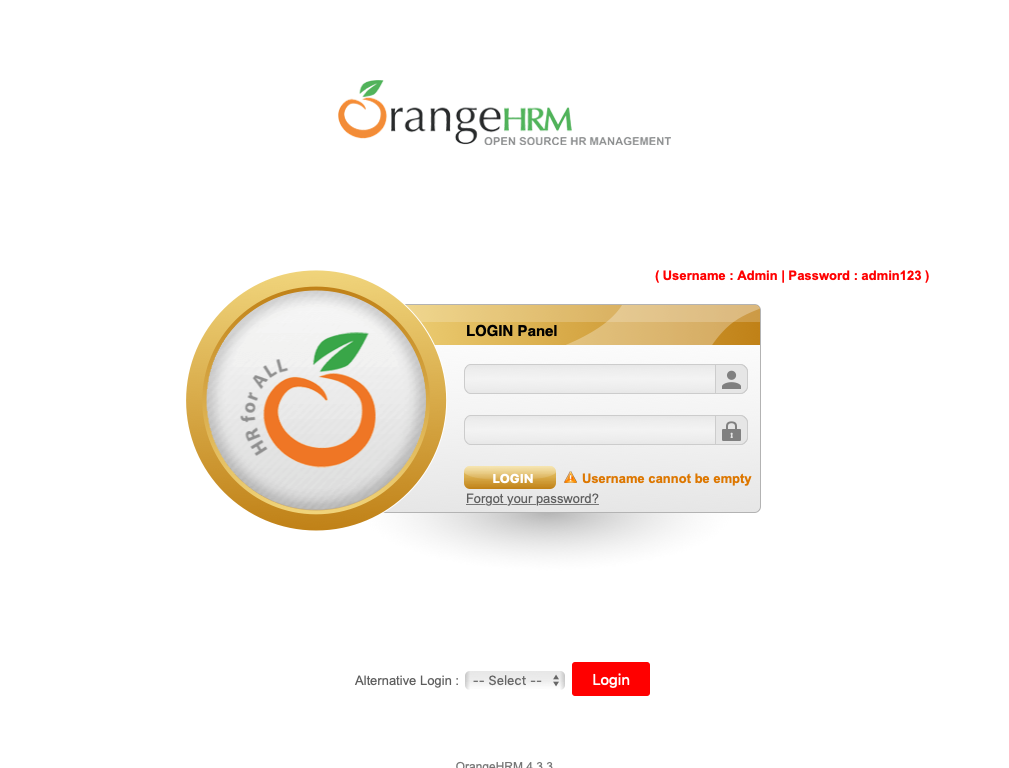 OrangeHRM
OPEN SOURCE HR MANAGEMENT
( Username : Admin | Password : admin123 )
LOGIN Panel
HR for ALL
LOGIN
Username cannot be empty
Forgot your password?
Alternative Login : -- Select -- Login
OrangeHRM 4.3.3